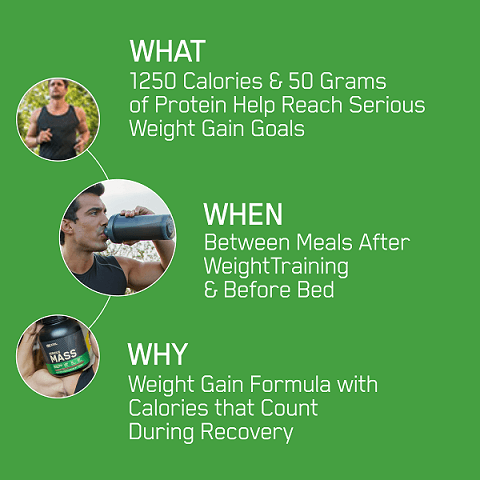 WHAT
1250 Calories & 50 Grams
of Protein Help Reach Serious
Weight Gain Goals
WHEN
Between Meals After
WeightTraining
& Before Bed
MASS
WHY
Weight Gain Formula with
Calories that Count
During Recovery